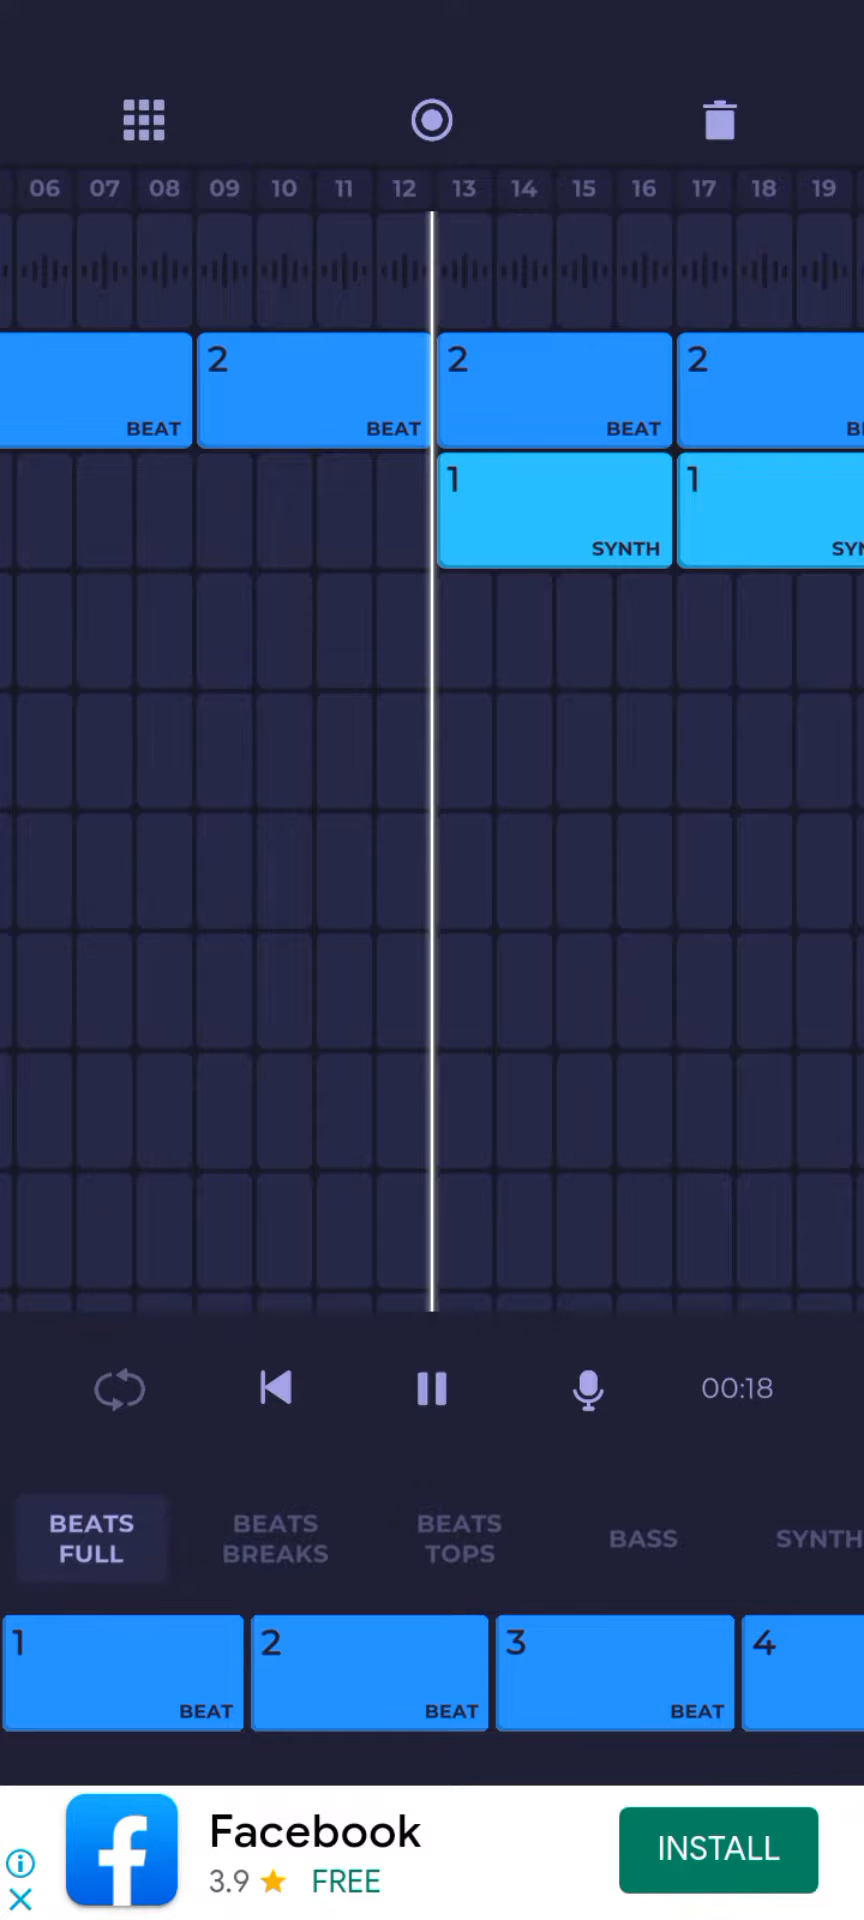 06 07 08 09 10 11 12 13 14 15 16 17 18 19
2 2 2
BEAT BEAT BEAT BE
1 1
SYNTH SYN
00:18
BEATS FULL
BEATS BREAKS
BEATS TOPS
BASS
SYNTH
1 2 3 4
BEAT BEAT BEAT
Facebook
3.9 FREE
INSTALL